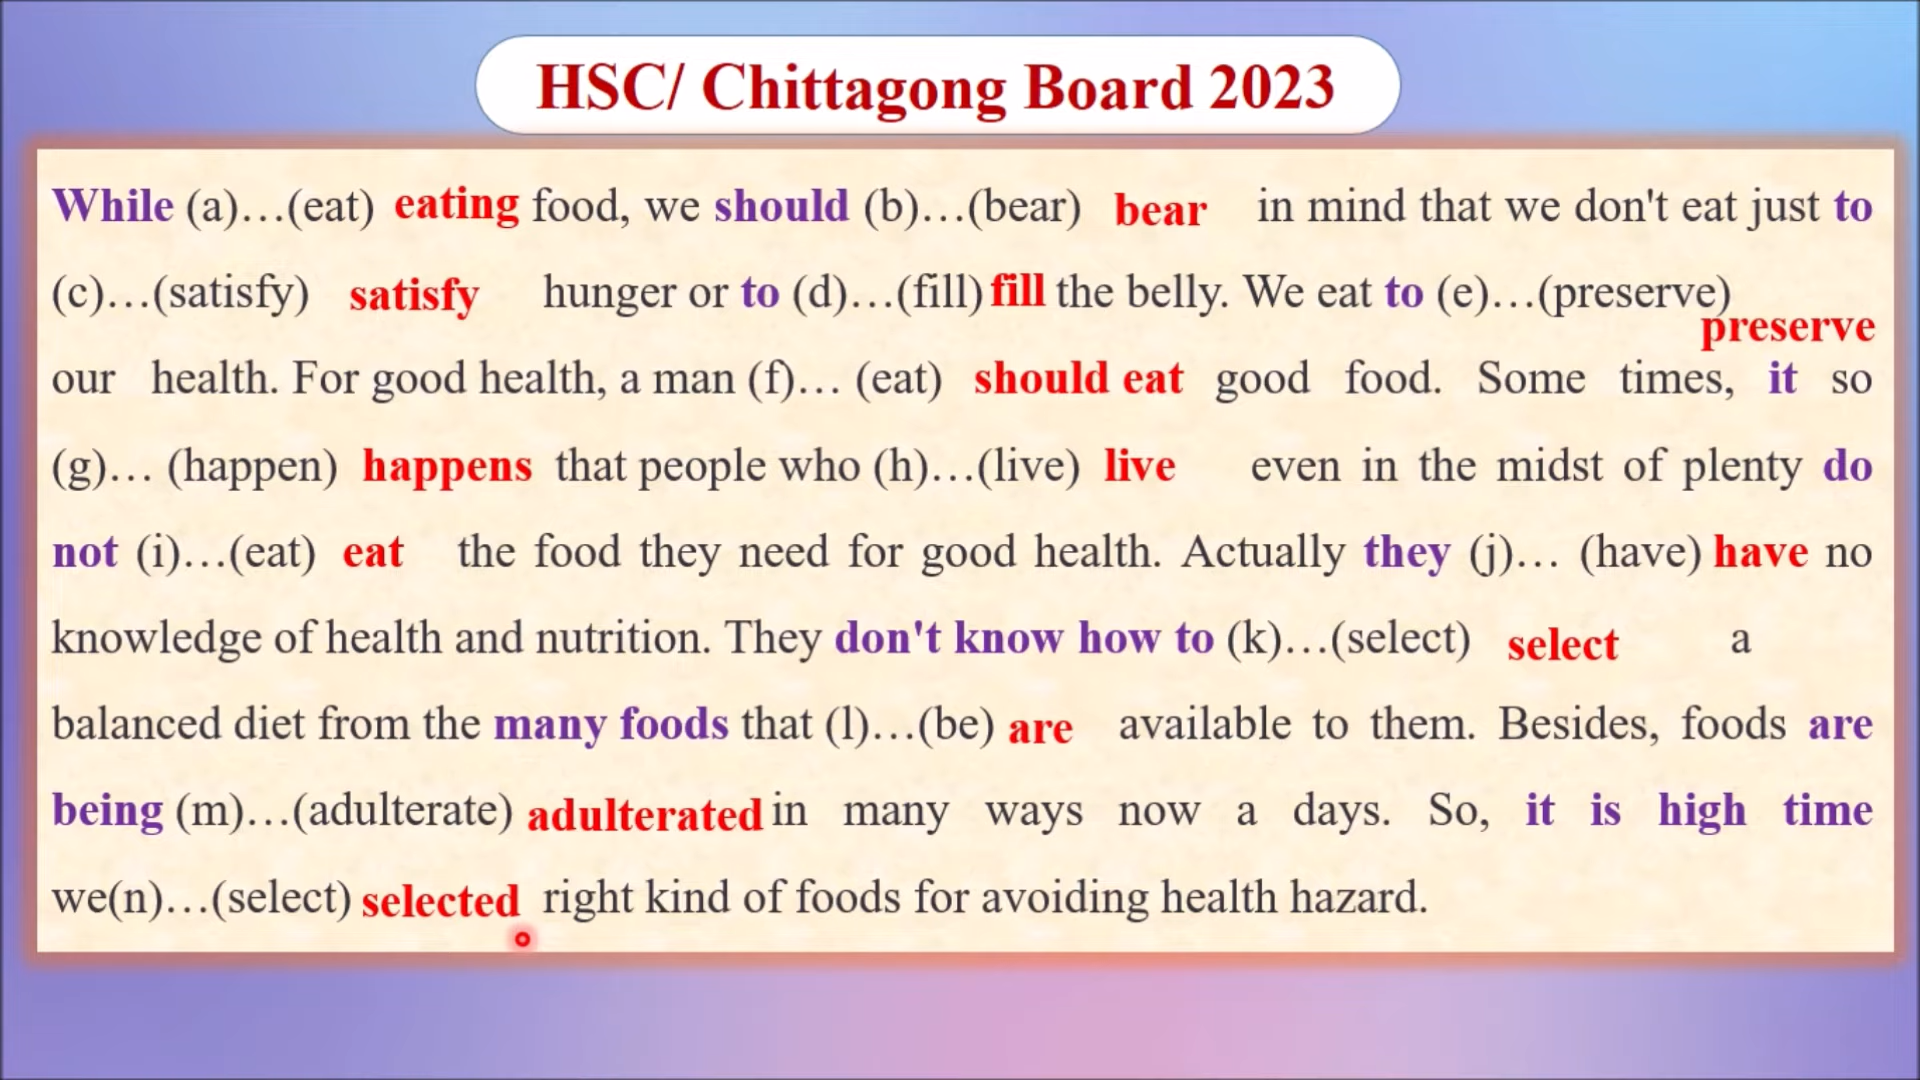 HSC/ Chittagong Board 2023
While (a)…(eat) eating food, we should (b)…(bear) bear in mind that we don't eat just to
(c)…(satisfy) satisfy hunger or to (d)…(fill) fill the belly. We eat to (e)…(preserve) preserve
our health. For good health, a man (f)… (eat) should eat good food. Some times, it so
(g)… (happen) happens that people who (h)…(live) live even in the midst of plenty do
not (i)…(eat) eat the food they need for good health. Actually they (j)… (have) have no
knowledge of health and nutrition. They don't know how to (k)…(select) select a
balanced diet from the many foods that (l)…(be) are available to them. Besides, foods are
being (m)…(adulterate) adulterated in many ways now a days. So, it is high time
we(n)…(select) selected right kind of foods for avoiding health hazard.